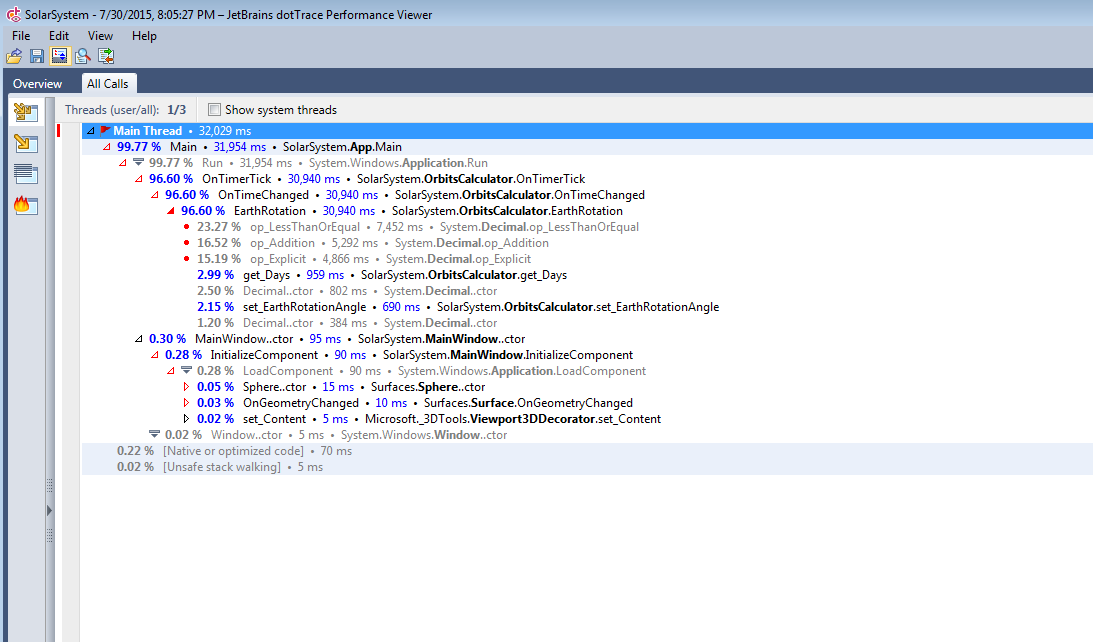 SolarSystem - 7/30/2015, 8:05:27 PM – JetBrains dotTrace Performance Viewer
File Edit View Help
Overview All Calls
Threads (user/all): 1/3 Show system threads
Main Thread • 32,029 ms
99.77 % Main • 31,954 ms • SolarSystem.App.Main
99.77 % Run • 31,954 ms • System.Windows.Application.Run
96.60 % OnTimerTick • 30,940 ms • SolarSystem.OrbitsCalculator.OnTimerTick
96.60 % OnTimeChanged • 30,940 ms • SolarSystem.OrbitsCalculator.OnTimeChanged
96.60 % EarthRotation • 30,940 ms • SolarSystem.OrbitsCalculator.EarthRotation
23.27 % op_LessThanOrEqual • 7,452 ms • System.Decimal.op_LessThanOrEqual
16.52 % op_Addition • 5,292 ms • System.Decimal.op_Addition
15.19 % op_Explicit • 4,866 ms • System.Decimal.op_Explicit
2.99 % get_Days • 959 ms • SolarSystem.OrbitsCalculator.get_Days
2.50 % Decimal..ctor • 802 ms • System.Decimal..ctor
2.15 % set_EarthRotationAngle • 690 ms • SolarSystem.OrbitsCalculator.set_EarthRotationAngle
1.20 % Decimal..ctor • 384 ms • System.Decimal..ctor
0.30 % MainWindow..ctor • 95 ms • SolarSystem.MainWindow..ctor
0.28 % InitializeComponent • 90 ms • SolarSystem.MainWindow.InitializeComponent
0.28 % LoadComponent • 90 ms • System.Windows.Application.LoadComponent
0.05 % Sphere..ctor • 15 ms • Surfaces.Sphere..ctor
0.03 % OnGeometryChanged • 10 ms • Surfaces.Surface.OnGeometryChanged
0.02 % set_Content • 5 ms • Microsoft._3DTools.Viewport3DDecorator.set_Content
0.02 % Window..ctor • 5 ms • System.Windows.Window..ctor
0.22 % [Native or optimized code] • 70 ms
0.02 % [Unsafe stack walking] • 5 ms